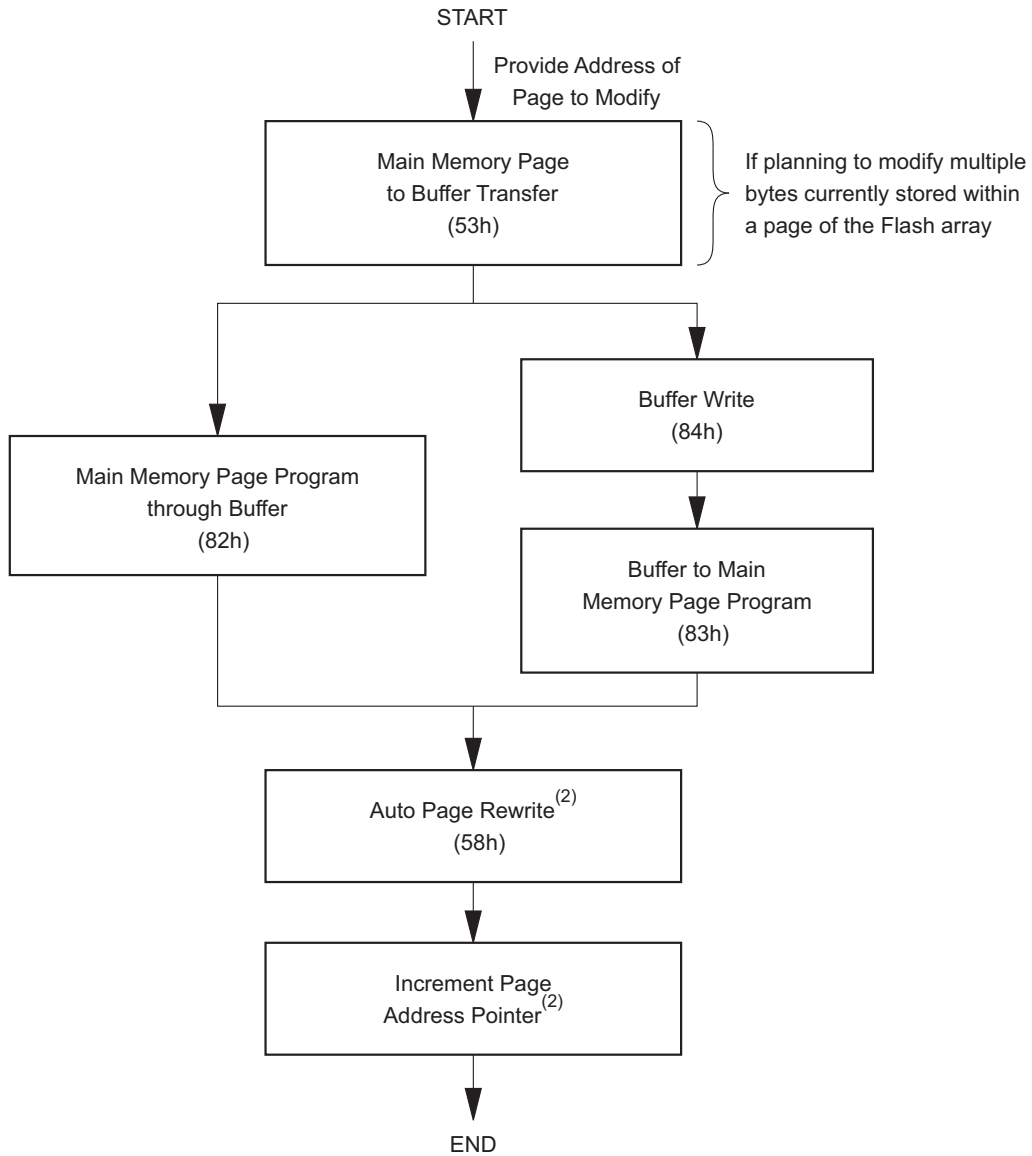 START
Provide Address of
Page to Modify
Main Memory Page
to Buffer Transfer
(53h)
If planning to modify multiple
bytes currently stored within
a page of the Flash array
Main Memory Page Program
through Buffer
(82h)
Buffer Write
(84h)
Buffer to Main
Memory Page Program
(83h)
Auto Page Rewrite(2)
(58h)
Increment Page
Address Pointer(2)
END